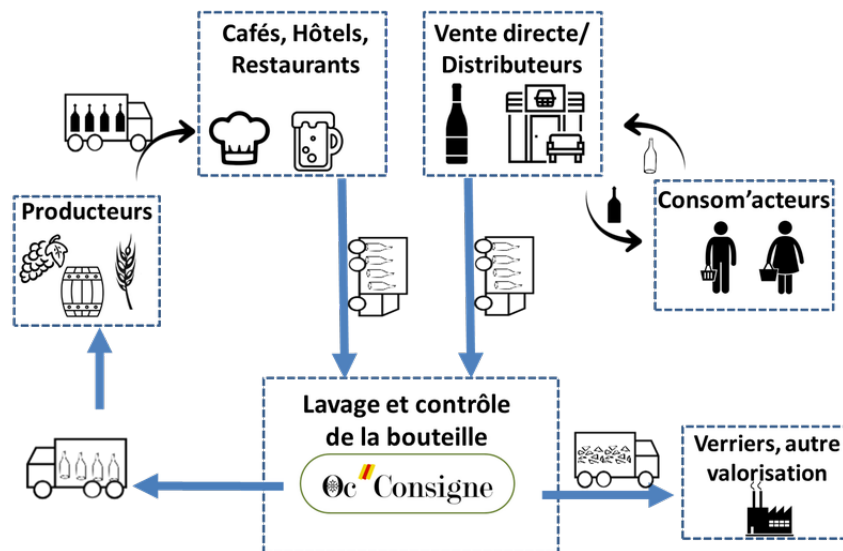 Cafés, Hôtels,
Restaurants
Vente directe/
Distributeurs
Producteurs
Consom'acteurs
Lavage et contrôle
de la bouteille
Oc Consigne
Verriers, autre
valorisation